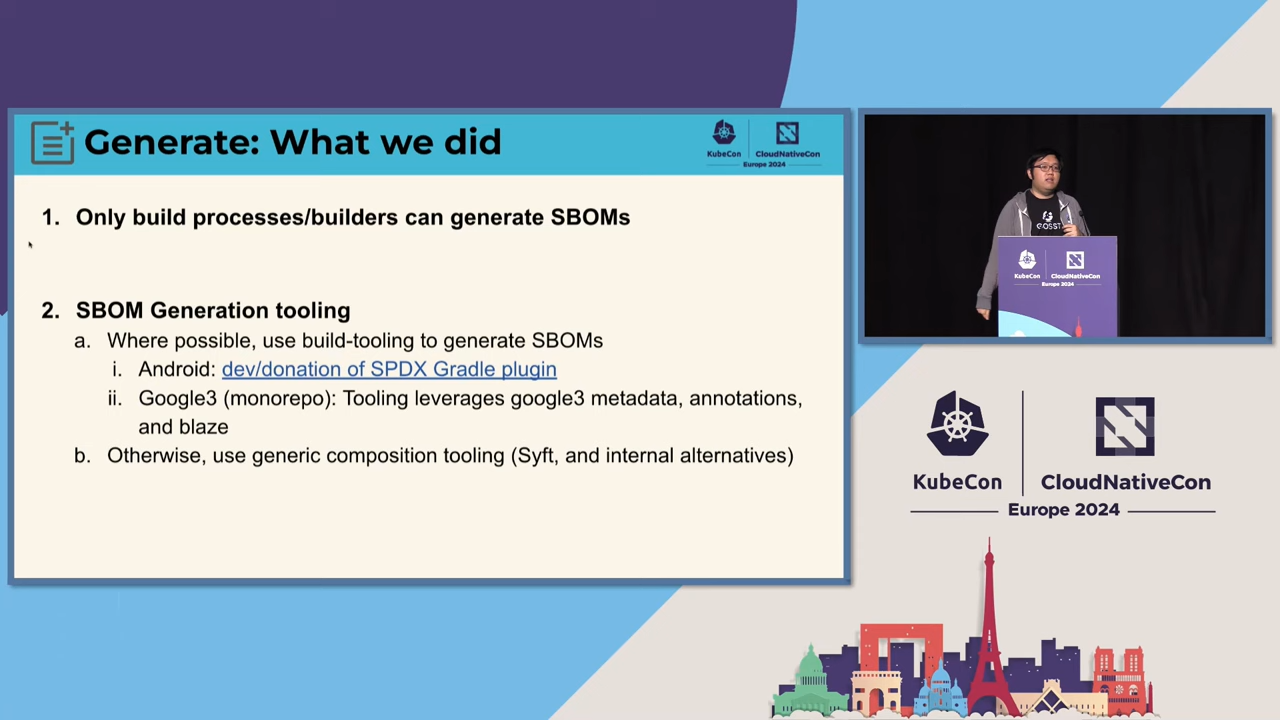 Generate: What we did
KubeCon
CloudNativeCon
Europe 2024
1. Only build processes/builders can generate SBOMs
2. SBOM Generation tooling
a. Where possible, use build-tooling to generate SBOMs
i. Android: dev/donation of SPDX Gradle plugin
ii. Google3 (monorepo): Tooling leverages google3 metadata, annotations,
and blaze
b. Otherwise, use generic composition tooling (Syft, and internal alternatives)
KubeCon
CloudNativeCon
Europe 2024
KubeCon
CloudNativeCon
Europe 2024